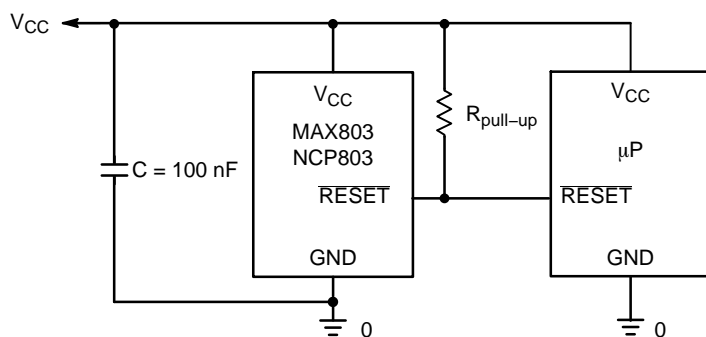 VCC
VCC
MAX803
NCP803
RESET
GND
C = 100 nF
Rpull−up
VCC
μP
RESET
GND
0
0